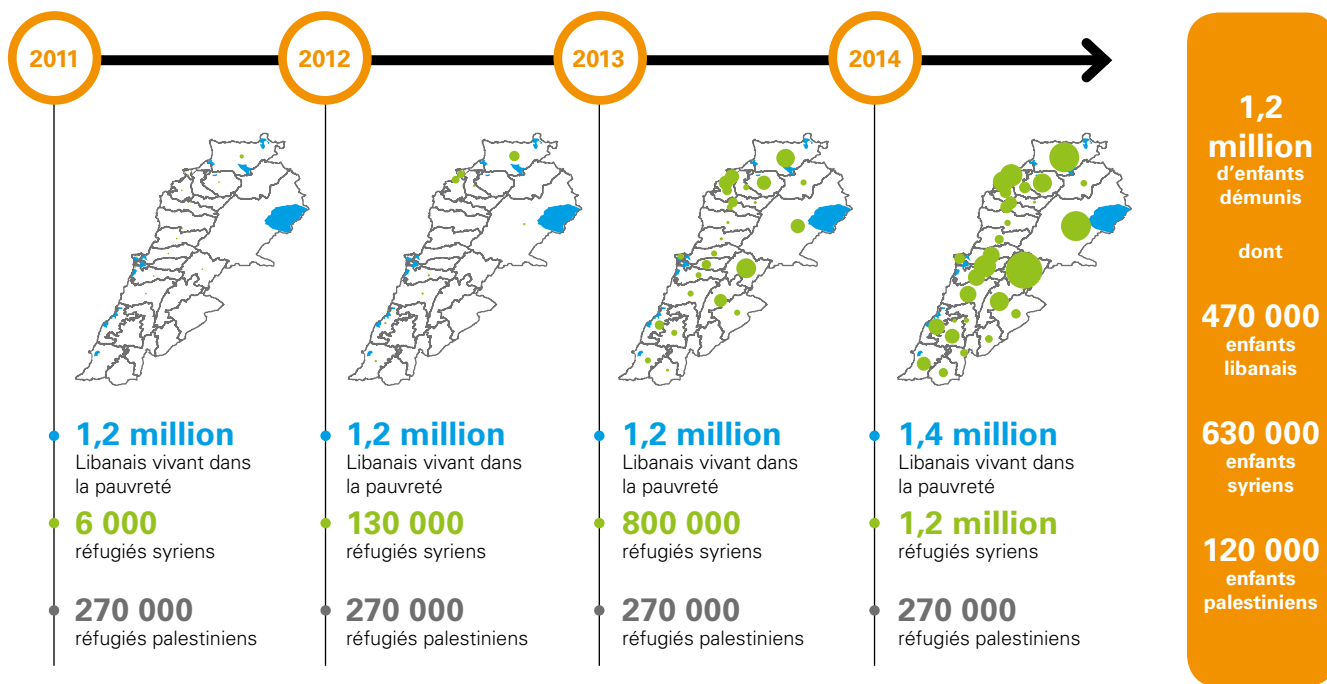 2011
2012
2013
2014
1,2 million
Libanais vivant dans
la pauvreté
6 000
réfugiés syriens
270 000
réfugiés palestiniens
1,2 million
Libanais vivant dans
la pauvreté
130 000
réfugiés syriens
270 000
réfugiés palestiniens
1,2 million
Libanais vivant dans
la pauvreté
800 000
réfugiés syriens
270 000
réfugiés palestiniens
1,4 million
Libanais vivant dans
la pauvreté
1,2 million
réfugiés syriens
270 000
réfugiés palestiniens
1,2
million
d'enfants
démunis
dont
470 000
enfants
libanais
630 000
enfants
syriens
120 000
enfants
palestiniens